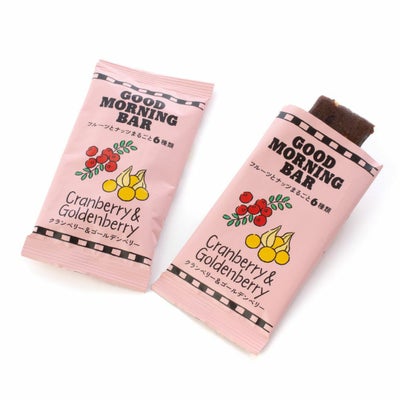 GOOD
MORNING
BAR
フルーツとナッツまるごと6種類
Cranberry &
Goldenberry
クランベリー&ゴールデンベリー
GOOD
MORNING
BAR
フルーツとナッツまるごと6種類
Cranberry &
Goldenberry
クランベリー&ゴールデンベリー